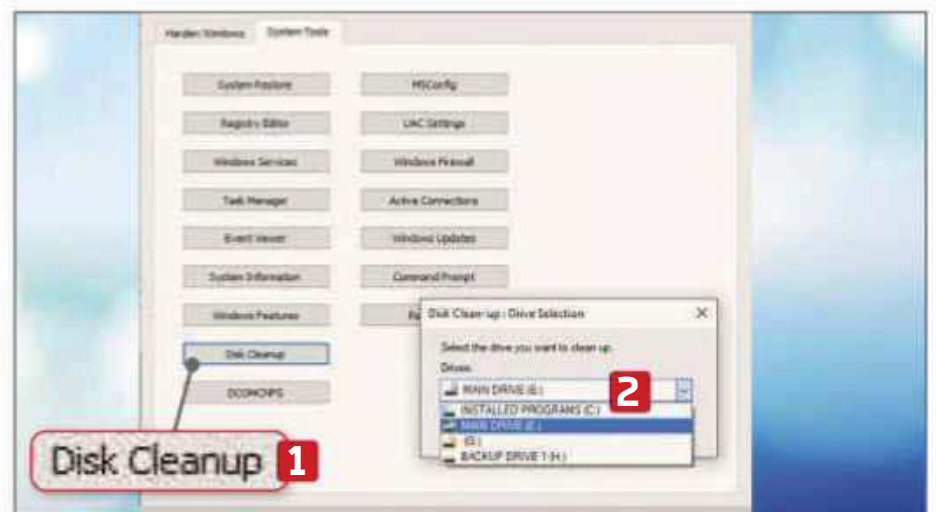 Harden Windows System Tools
System Restore MSConfig
Registry Editor UAC Settings
Windows Services Windows Firewall
Task Manager Active Connections
Event Viewer Windows Updates
System Information Command Prompt
Windows Features
Disk Cleanup
DCOMCNFG
Disk Clean-up : Drive Selection
Select the drive you want to clean up.
Drives:
MAIN DRIVE (E:)
INSTALLED PROGRAMS (C:)
MAIN DRIVE (E:)
(G:)
BACKUP DRIVE 1 (H:)
2
Disk Cleanup 1